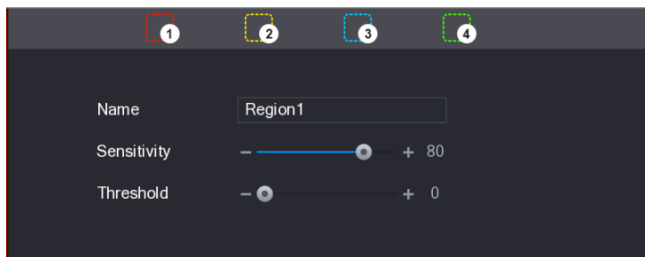 1 2 3 4
Name Region1
Sensitivity − + 80
Threshold − + 0